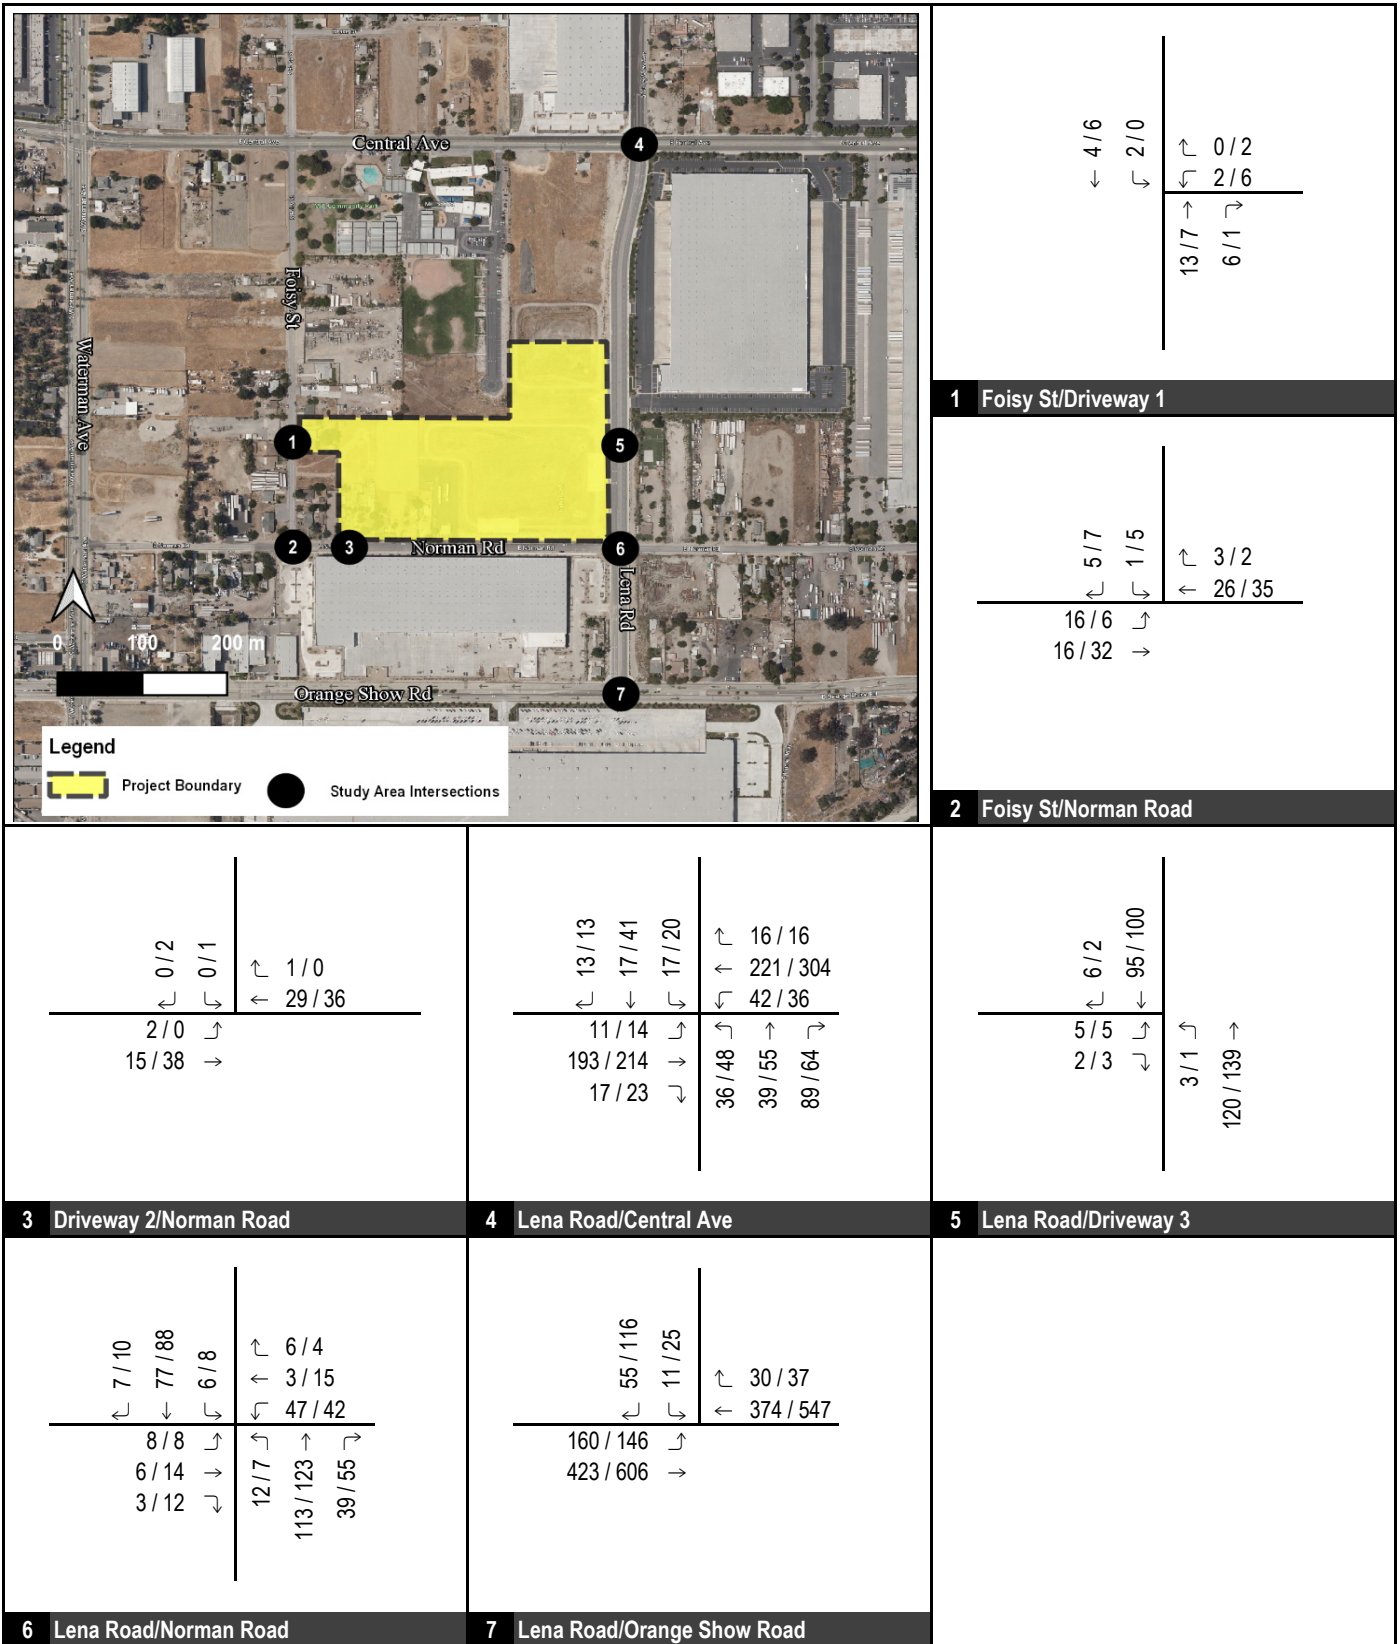 Central Ave
4
Foisy St
Waterman Ave
1
5
2
3
Norman Rd
6
Lena Rd
0 100 200 m
Orange Show Rd
7
Legend
Project Boundary
Study Area Intersections
4 / 6
2 / 0
↓
↳
0 / 2
2 / 6
13 / 7
6 / 1
1 Foisy St/Driveway 1
5 / 7
1 / 5
3 / 2
26 / 35
16 / 6
16 / 32
2 Foisy St/Norman Road
0 / 2
0 / 1
1 / 0
29 / 36
2 / 0
15 / 38
3 Driveway 2/Norman Road
13 / 13
17 / 41
17 / 20
16 / 16
221 / 304
42 / 36
11 / 14
193 / 214
17 / 23
36 / 48
39 / 55
89 / 64
4 Lena Road/Central Ave
6 / 2
95 / 100
5 / 5
2 / 3
3 / 1
120 / 139
5 Lena Road/Driveway 3
7 / 10
77 / 88
6 / 8
6 / 4
3 / 15
47 / 42
8 / 8
6 / 14
3 / 12
12 / 7
113 / 123
39 / 55
6 Lena Road/Norman Road
55 / 116
11 / 25
30 / 37
374 / 547
160 / 146
423 / 606
7 Lena Road/Orange Show Road